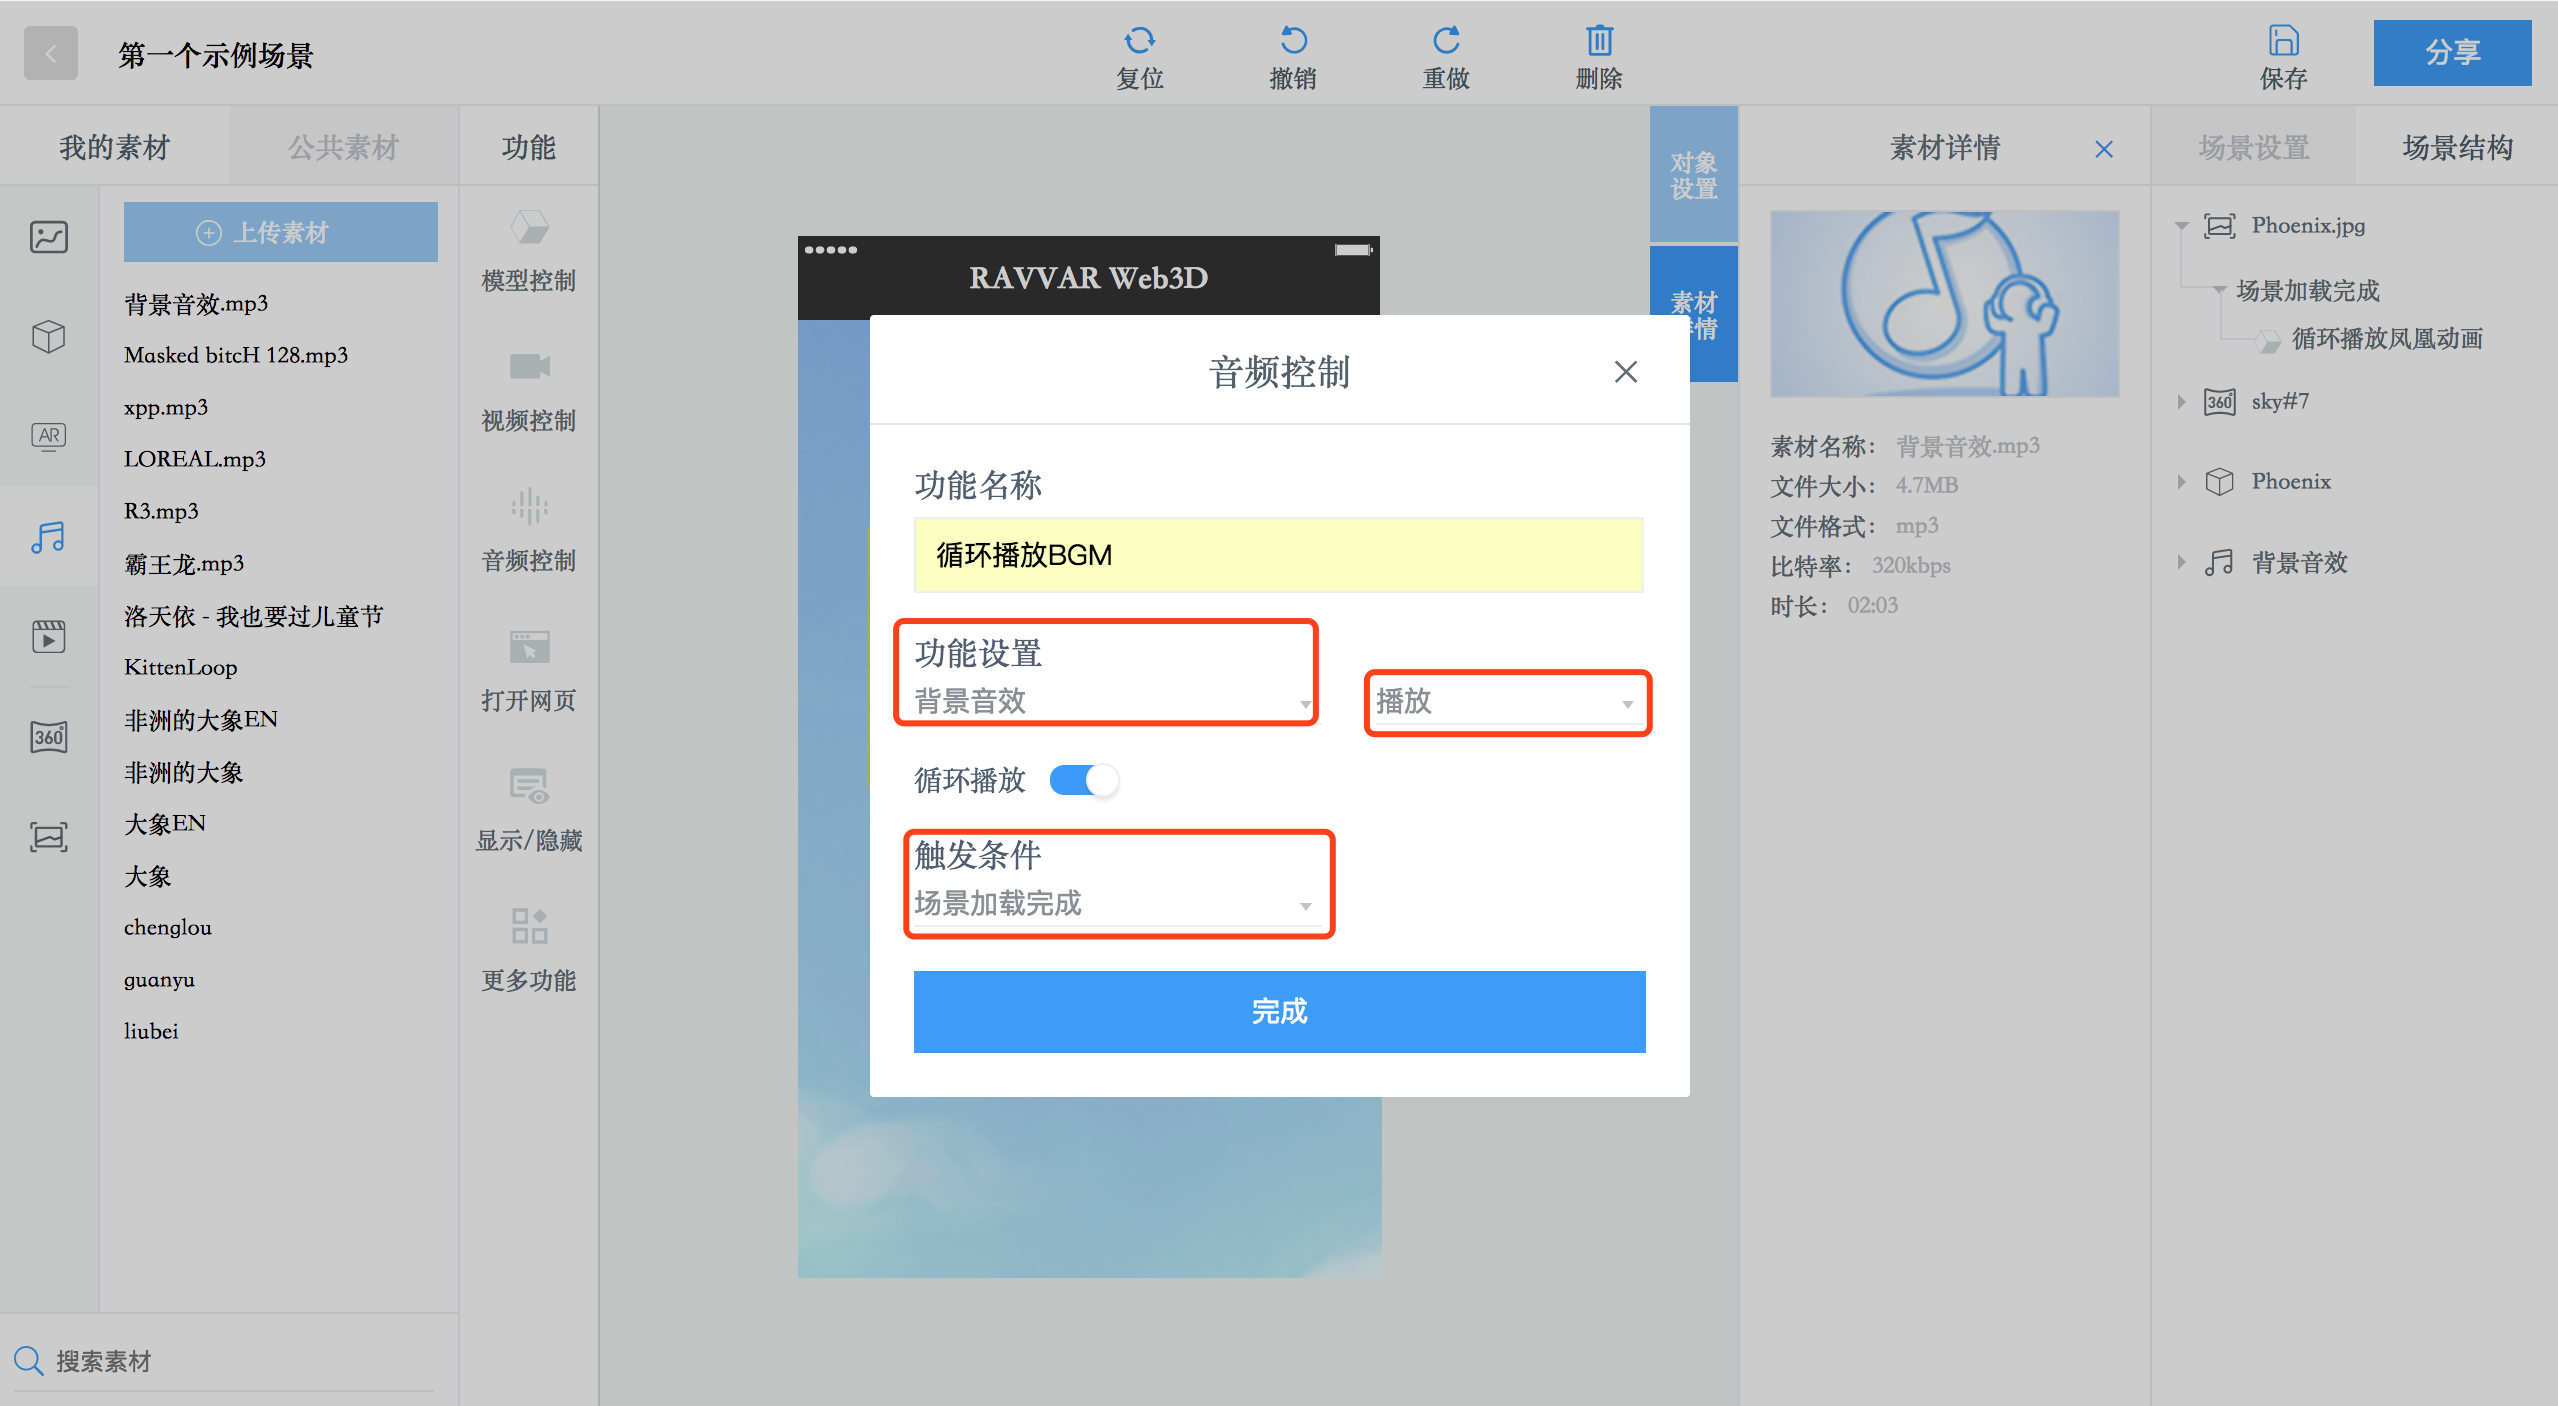 第一个示例场景
复位
撤销
重做
删除
保存
分享
我的素材
公共素材
功能
上传素材
背景音效.mp3
Masked bitcH 128.mp3
xpp.mp3
LOREAL.mp3
R3.mp3
霸王龙.mp3
洛天依 - 我也要过儿童节
KittenLoop
非洲的大象EN
非洲的大象
大象EN
大象
chenglou
guanyu
liubei
搜索素材
AR
360
模型控制
视频控制
音频控制
打开网页
显示/隐藏
更多功能
RAVVAR Web3D
音频控制
功能名称
循环播放BGM
功能设置
背景音效
播放
循环播放
触发条件
场景加载完成
完成
对象
设置
素材
详情
素材详情
素材名称： 背景音效.mp3
文件大小： 4.7MB
文件格式： mp3
比特率： 320kbps
时长： 02:03
场景设置
场景结构
Phoenix.jpg
场景加载完成
循环播放凤凰动画
360
sky#7
Phoenix
背景音效